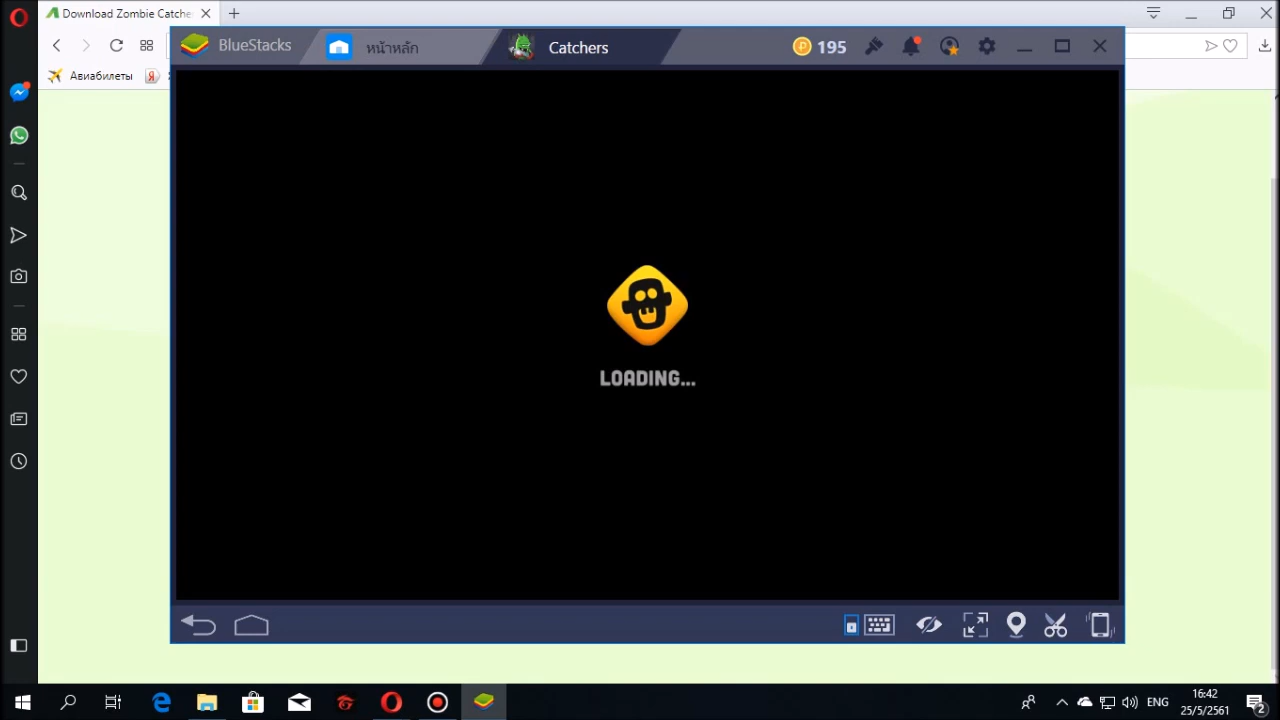 Download Zombie Catche
Авиабилеты
Я
BlueStacks
หน้าหลัก
Catchers
195
LOADING...
ENG
16:42
25/5/2561
2